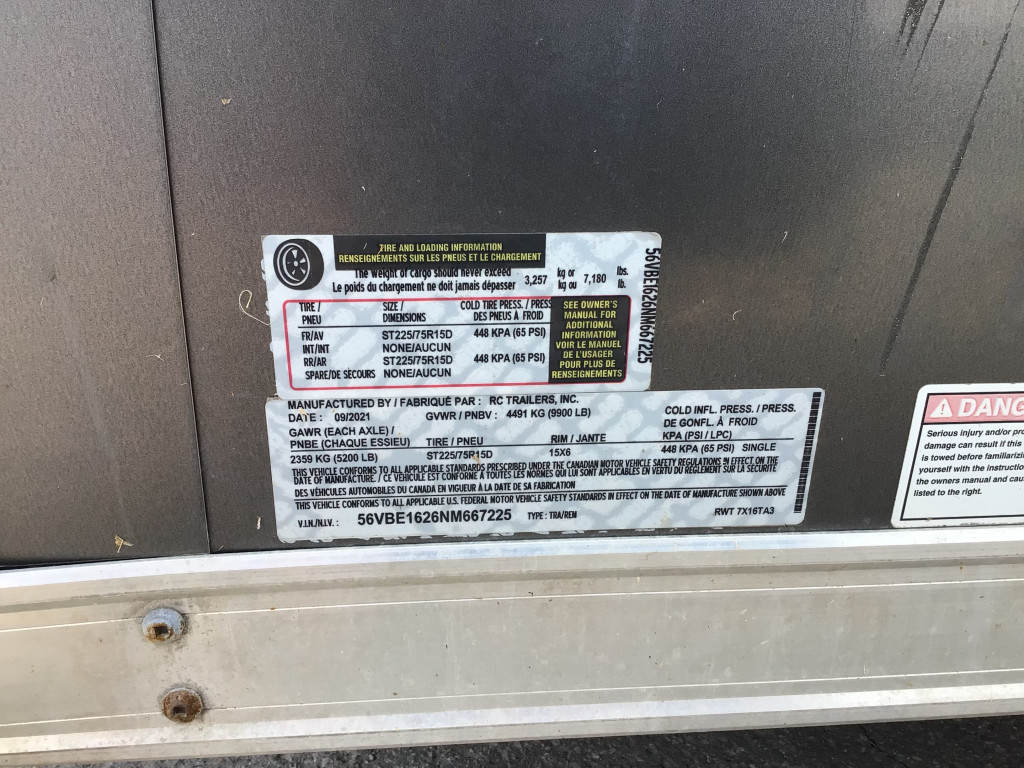 TIRE AND LOADING INFORMATION
RENSEIGNEMENTS SUR LES PNEUS ET LE CHARGEMENT
The weight of cargo should never exceed 3,257 kg or 7,180 lbs.
Le poids du chargement ne doit jamais dépasser kg ou lb.
TIRE / SIZE / COLD TIRE PRESS. / PRESS
PNEU DIMENSIONS DES PNEUS À FROID
FR/AV ST225/75R15D 448 KPA (65 PSI)
INT/INT NONE/AUCUN
RR/AR ST225/75R15D 448 KPA (65 PSI)
SPARE/DE SECOURS NONE/AUCUN
SEE OWNER'S
MANUAL FOR
ADDITIONAL
INFORMATION
VOIR LE MANUEL
DE L'USAGER
POUR PLUS DE
RENSEIGNEMENTS
56VBE1626NM667225
MANUFACTURED BY / FABRIQUÉ PAR : RC TRAILERS, INC.
DATE : 09/2021 GVWR / PNBV : 4491 KG (9900 LB)
GAWR (EACH AXLE) /
PNBE (CHAQUE ESSIEU) TIRE / PNEU RIM / JANTE
COLD INFL. PRESS. / PRESS.
DE GONFL. À FROID
KPA (PSI / LPC)
2359 KG (5200 LB) ST225/75R15D 15X6 448 KPA (65 PSI) SINGLE
THIS VEHICLE CONFORMS TO ALL APPLICABLE STANDARDS PRESCRIBED UNDER THE CANADIAN MOTOR VEHICLE SAFETY REGULATIONS IN EFFECT ON THE
DATE OF MANUFACTURE. / CE VÉHICULE EST CONFORME À TOUTES LES NORMES QUI LUI SONT APPLICABLES EN VERTU DU RÈGLEMENT SUR LA SÉCURITÉ
DES VÉHICULES AUTOMOBILES DU CANADA EN VIGUEUR À LA DATE DE SA FABRICATION
THIS VEHICLE CONFORMS TO ALL APPLICABLE U.S. FEDERAL MOTOR VEHICLE SAFETY STANDARDS IN EFFECT ON THE DATE OF MANUFACTURE SHOWN ABOVE
V.I.N./N.I.V. : 56VBE1626NM667225 TYPE : TRA/REM RWT 7X16TA3
DANG
Serious injury and/or pro
damage can result if this
is towed before familiarizin
yourself with the instructio
the owners manual and cau
listed to the right.